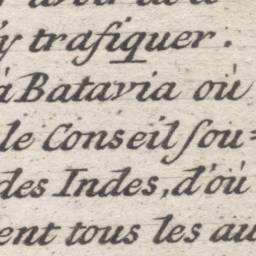 y trafiquer.
à Batavia où
le Conseil ſou=
des Indes, d'où
ent tous les au